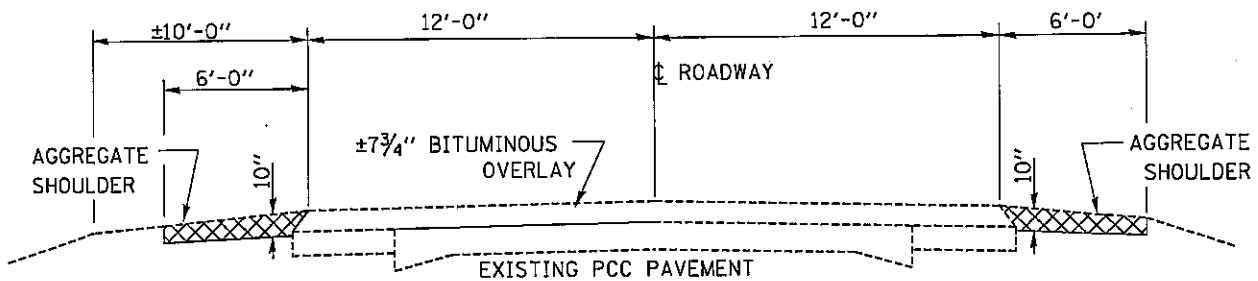 ±10'-0"
12'-0"
12'-0"
6'-0'
6'-0"
℄ ROADWAY
±7¾" BITUMINOUS
OVERLAY
AGGREGATE
SHOULDER
10"
10"
AGGREGATE
SHOULDER
EXISTING PCC PAVEMENT